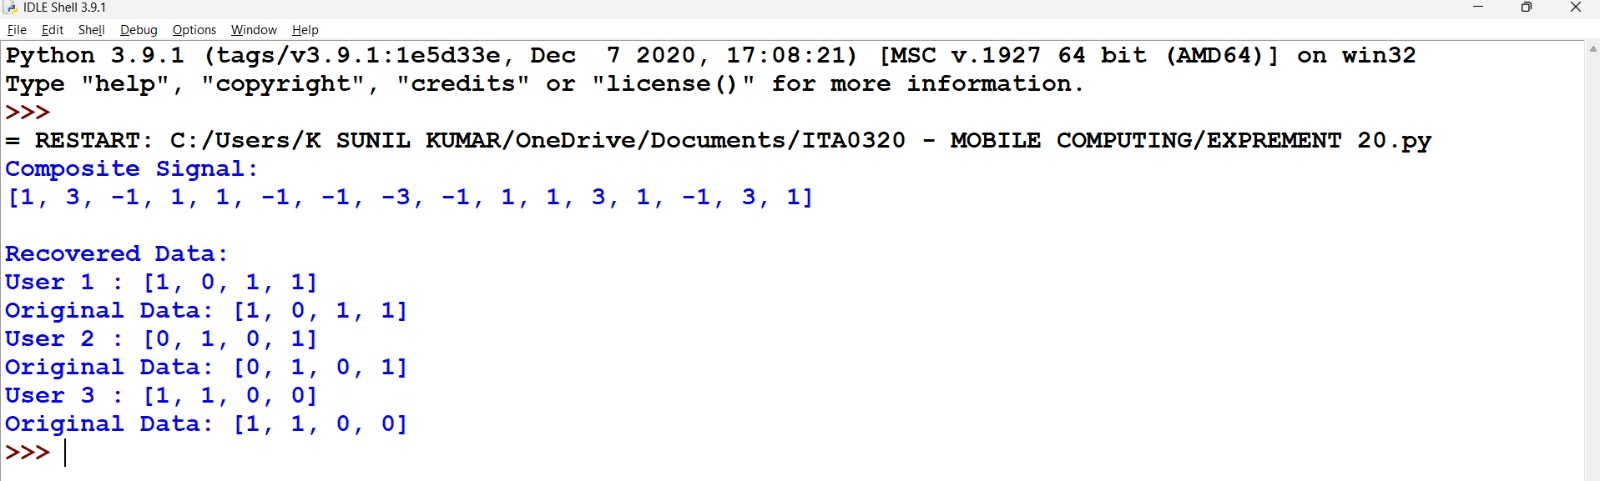 IDLE Shell 3.9.1
File Edit Shell Debug Options Window Help
Python 3.9.1 (tags/v3.9.1:1e5d33e, Dec  7 2020, 17:08:21) [MSC v.1927 64 bit (AMD64)] on win32
Type "help", "copyright", "credits" or "license()" for more information.
>>>
= RESTART: C:/Users/K SUNIL KUMAR/OneDrive/Documents/ITA0320 - MOBILE COMPUTING/EXPREMENT 20.py
Composite Signal:
[1, 3, -1, 1, 1, -1, -1, -3, -1, 1, 1, 3, 1, -1, 3, 1]
Recovered Data:
User 1 : [1, 0, 1, 1]
Original Data: [1, 0, 1, 1]
User 2 : [0, 1, 0, 1]
Original Data: [0, 1, 0, 1]
User 3 : [1, 1, 0, 0]
Original Data: [1, 1, 0, 0]
>>>